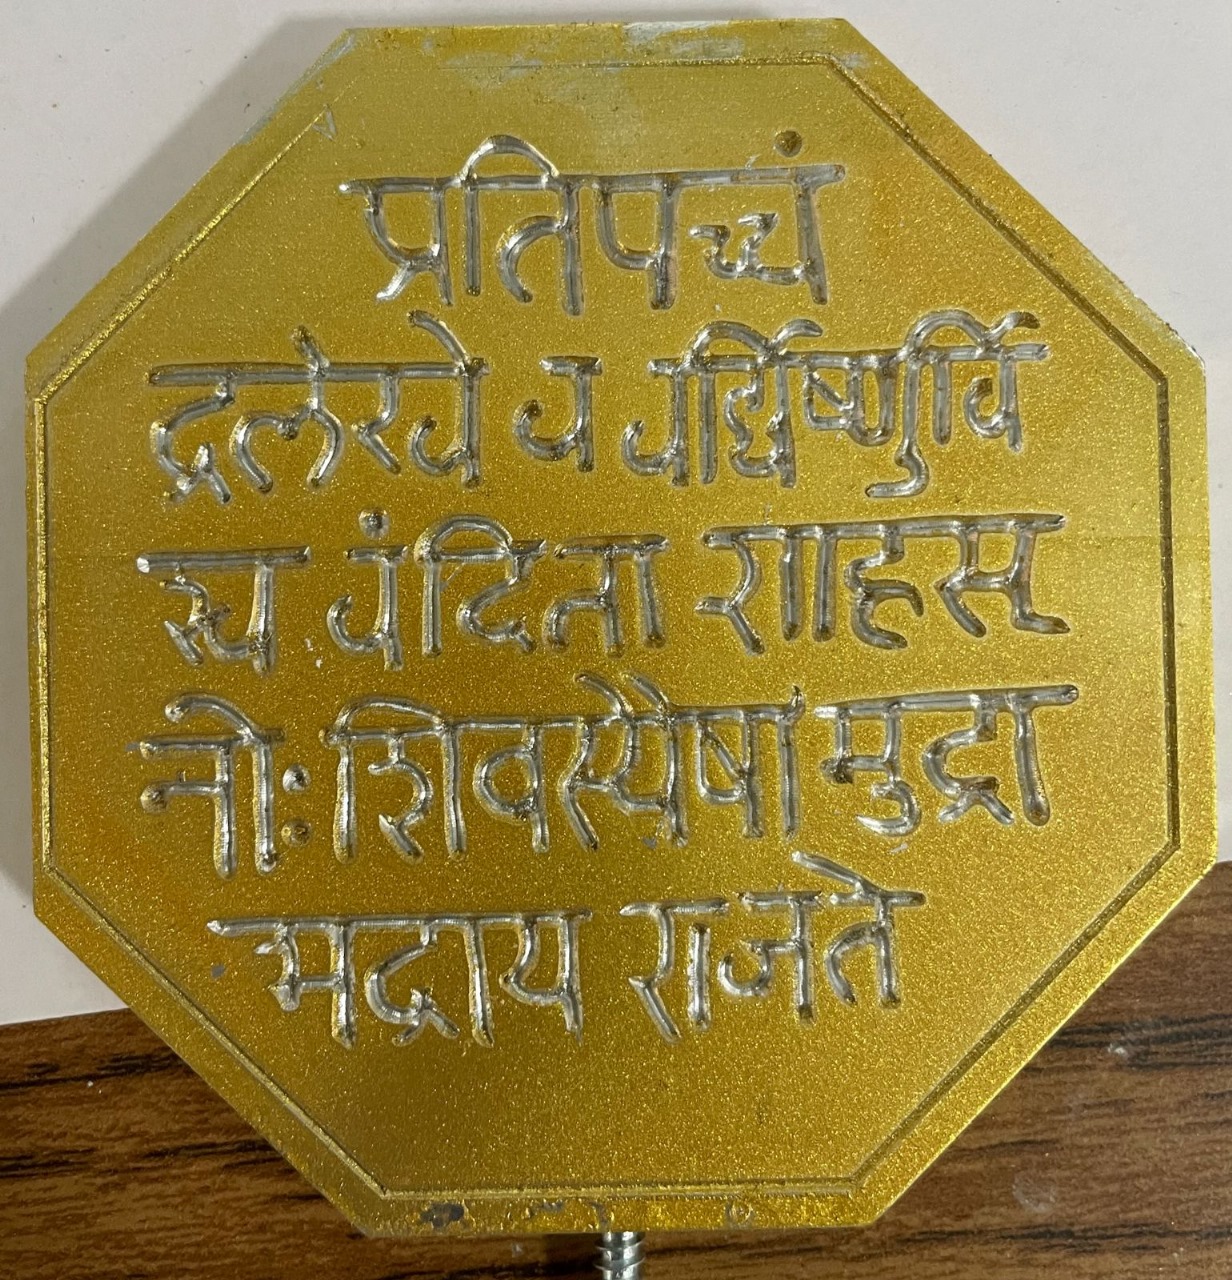 प्रतिपच्चं
द्रलेखेव वर्धिष्णुर्वि
श्व वंदिता शाहसू
नोः शिवस्यैषा मुद्रा
भद्राय राजते